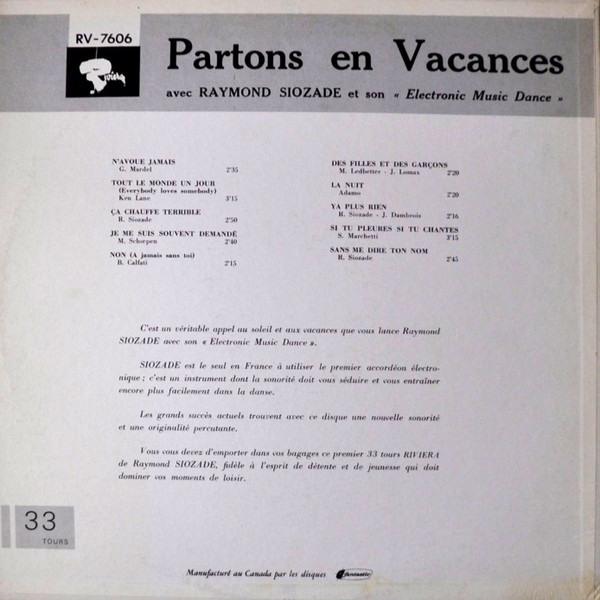 RV-7606
Riviera
Partons en Vacances
avec RAYMOND SIOZADE et son « Electronic Music Dance »
N'AVOUE JAMAIS
G. Mardel 2'35
TOUT LE MONDE UN JOUR
(Everybody loves somebody)
Ken Lane 3'15
ÇA CHAUFFE TERRIBLE
R. Siozade 2'50
JE ME SUIS SOUVENT DEMANDÉ
M. Schepen 2'40
NON (A jamais sans toi)
B. Calfati 2'15
DES FILLES ET DES GARÇONS
M. Ledbetter - J. Lomax 2'20
LA NUIT
Adamo 2'20
YA PLUS RIEN
R. Siozade - J. Dambrois 2'16
SI TU PLEURES SI TU CHANTES
S. Marchetti 3'15
SANS ME DIRE TON NOM
R. Siozade 2'45
C'est un véritable appel au soleil et aux vacances que vous lance Raymond
SIOZADE avec son « Electronic Music Dance ».
SIOZADE est le seul en France à utiliser le premier accordéon électro-
nique ; c'est un instrument dont la sonorité doit vous séduire et vous entraîner
encore plus facilement dans la danse.
Les grands succès actuels trouvent avec ce disque une nouvelle sonorité
et une originalité percutante.
Vous vous devez d'emporter dans vos bagages ce premier 33 tours RIVIERA
de Raymond SIOZADE, fidèle à l'esprit de détente et de jeunesse qui doit
dominer vos moments de loisir.
33
TOURS
Manufacturé au Canada par les disques